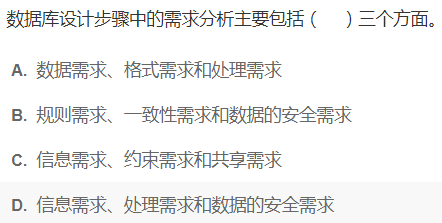 数据库设计步骤中的需求分析主要包括（　）三个方面。
A. 数据需求、格式需求和处理需求
B. 规则需求、一致性需求和数据的安全需求
C. 信息需求、约束需求和共享需求
D. 信息需求、处理需求和数据的安全需求